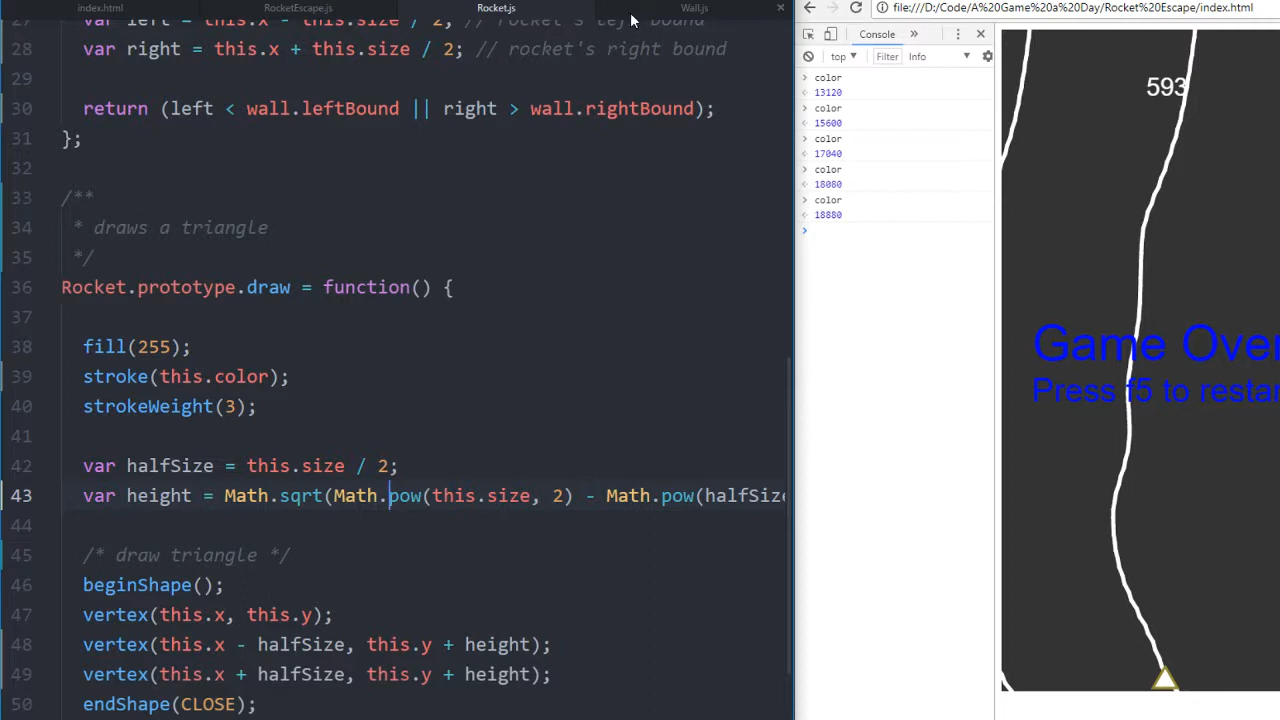 index.html RocketEscape.js Rocket.js Wall.js
var left = this.x - this.size / 2; // rocket's left bound
28 var right = this.x + this.size / 2; // rocket's right bound
29
30 return (left < wall.leftBound || right > wall.rightBound);
31 };
32
33 /**
34 * draws a triangle
35 */
36 Rocket.prototype.draw = function() {
37
38 fill(255);
39 stroke(this.color);
40 strokeWeight(3);
41
42 var halfSize = this.size / 2;
43 var height = Math.sqrt(Math.pow(this.size, 2) - Math.pow(halfSize
44
45 /* draw triangle */
46 beginShape();
47 vertex(this.x, this.y);
48 vertex(this.x - halfSize, this.y + height);
49 vertex(this.x + halfSize, this.y + height);
50 endShape(CLOSE);
file:///D:/Code/A%20Game%20a%20Day/Rocket%20Escape/index.html
Console »
top Filter Info
color
13120
color
15600
color
17040
color
18080
color
18880
593
Game Over
Press f5 to restar